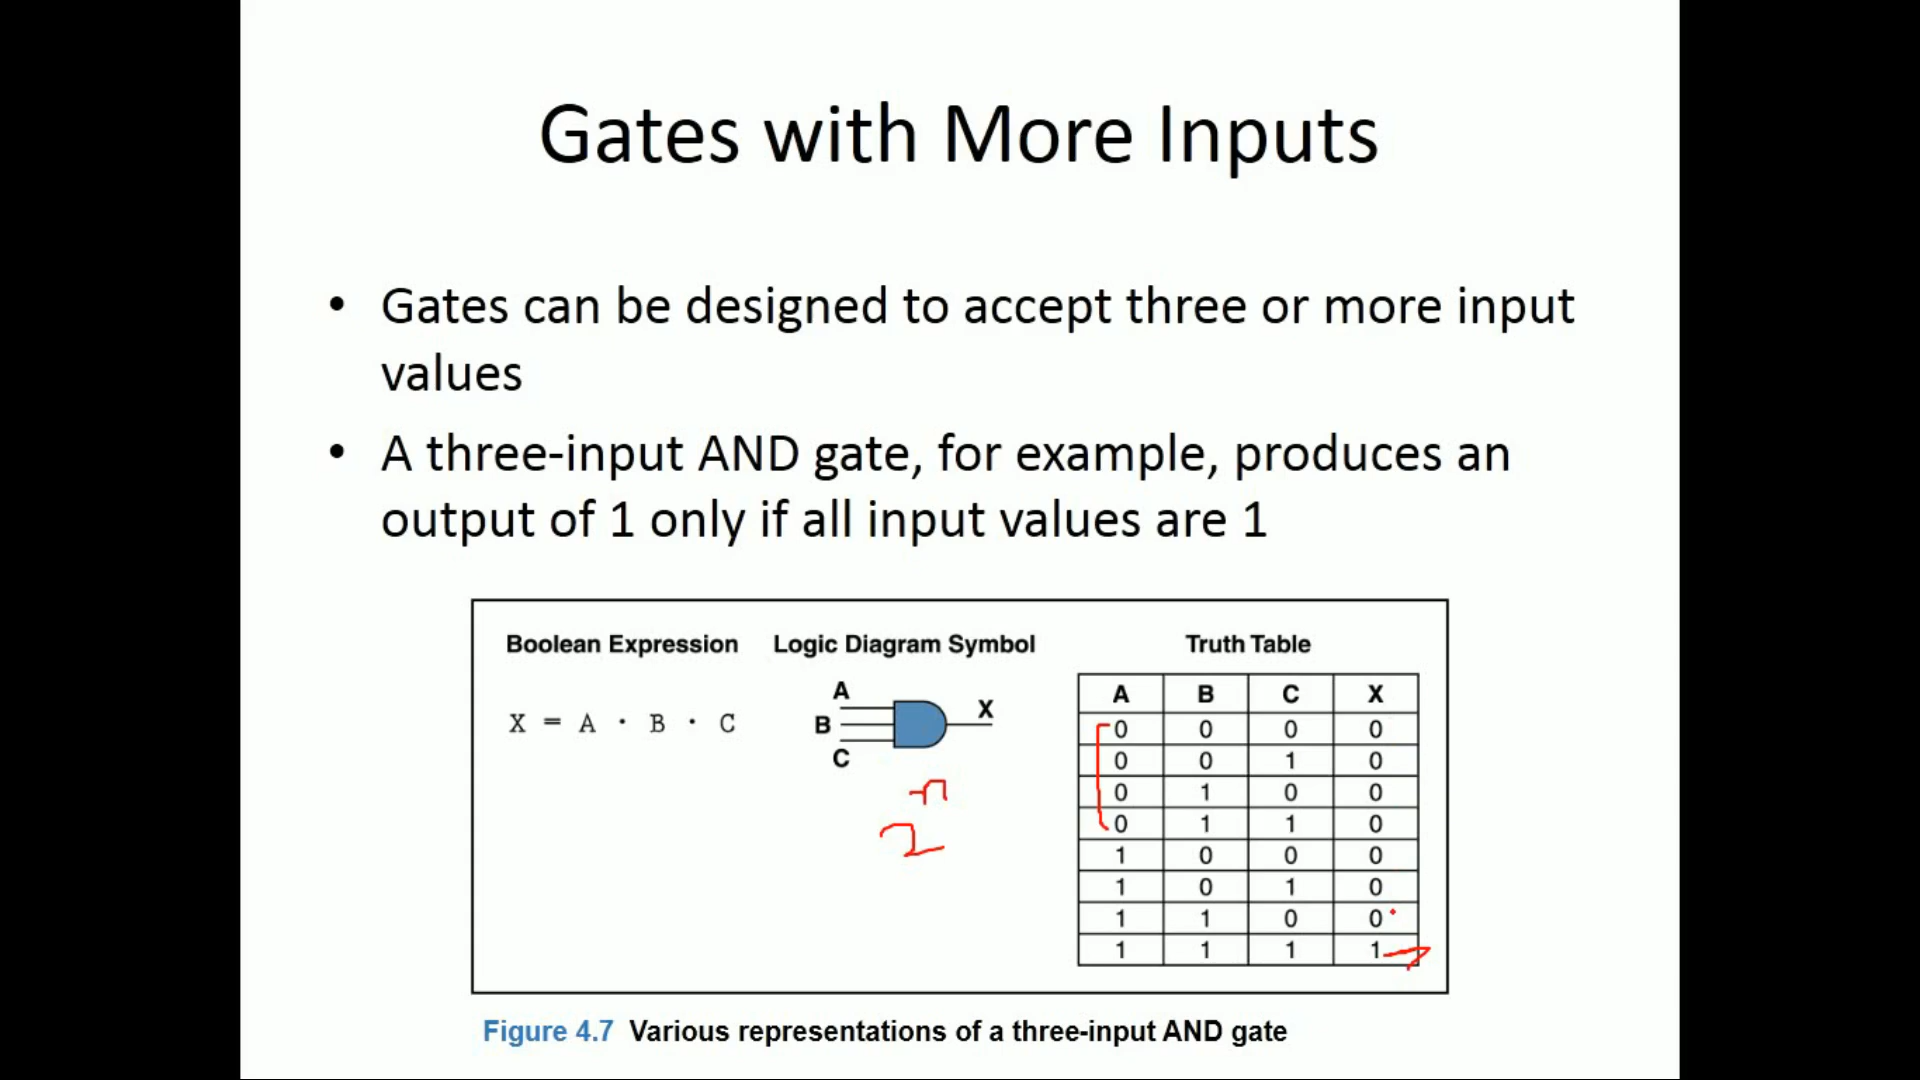 Gates with More Inputs
• Gates can be designed to accept three or more input
values
• A three-input AND gate, for example, produces an
output of 1 only if all input values are 1
Boolean Expression Logic Diagram Symbol Truth Table
X = A · B · C
A
B
C
X
n
2
A B C X
0 0 0 0
0 0 1 0
0 1 0 0
0 1 1 0
1 0 0 0
1 0 1 0
1 1 0 0
1 1 1 1
Figure 4.7 Various representations of a three-input AND gate